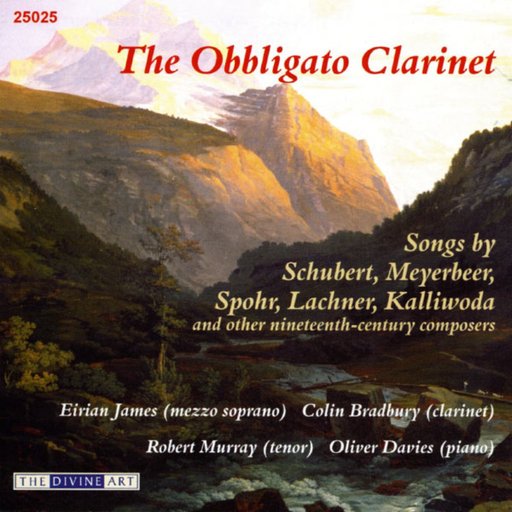 25025
The Obbligato Clarinet
Songs by
Schubert, Meyerbeer,
Spohr, Lachner, Kalliwoda
and other nineteenth-century composers
Eirian James (mezzo soprano) Colin Bradbury (clarinet)
Robert Murray (tenor) Oliver Davies (piano)
THE DIVINE ART